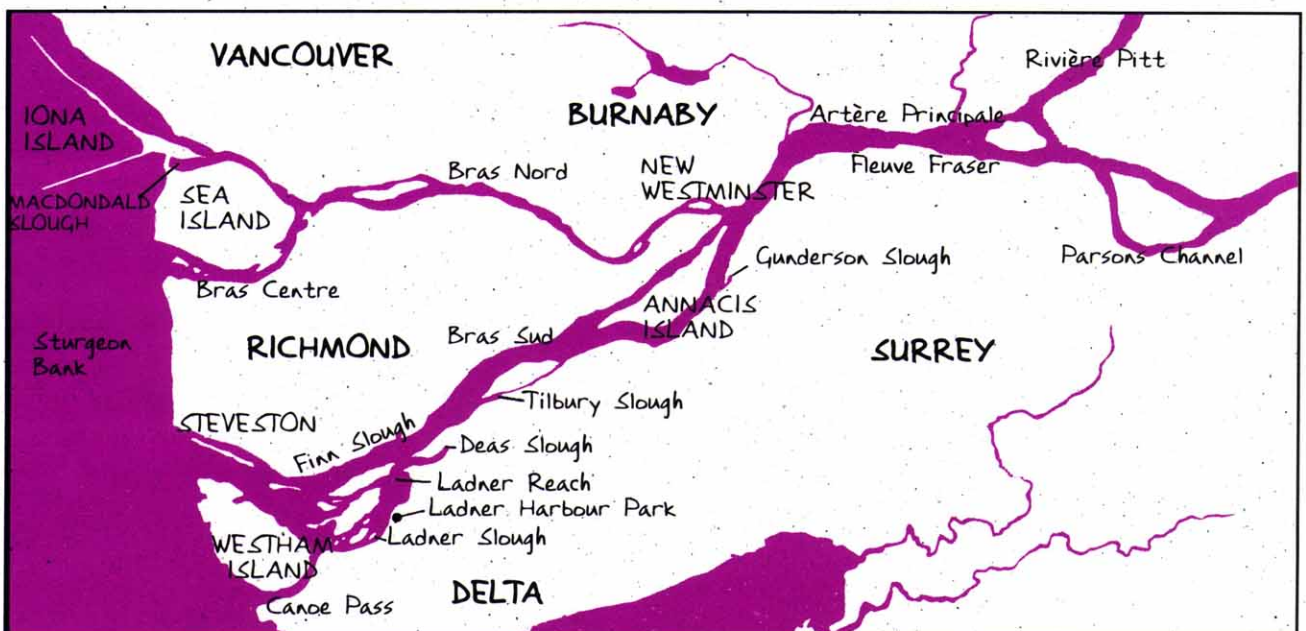 VANCOUVER
Rivière Pitt
IONA
ISLAND
BURNABY
Artère Principale
Bras Nord
NEW
WESTMINSTER
Fleuve Fraser
MACDONALD
SLOUGH
SEA
ISLAND
Gunderson Slough
Parsons Channel
Bras Centre
ANNACIS
ISLAND
Sturgeon
Bank
RICHMOND
Bras Sud
SURREY
Tilbury Slough
STEVESTON
Finn Slough
Deas Slough
Ladner Reach
Ladner Harbour Park
Ladner Slough
WESTHAM
ISLAND
DELTA
Canoe Pass